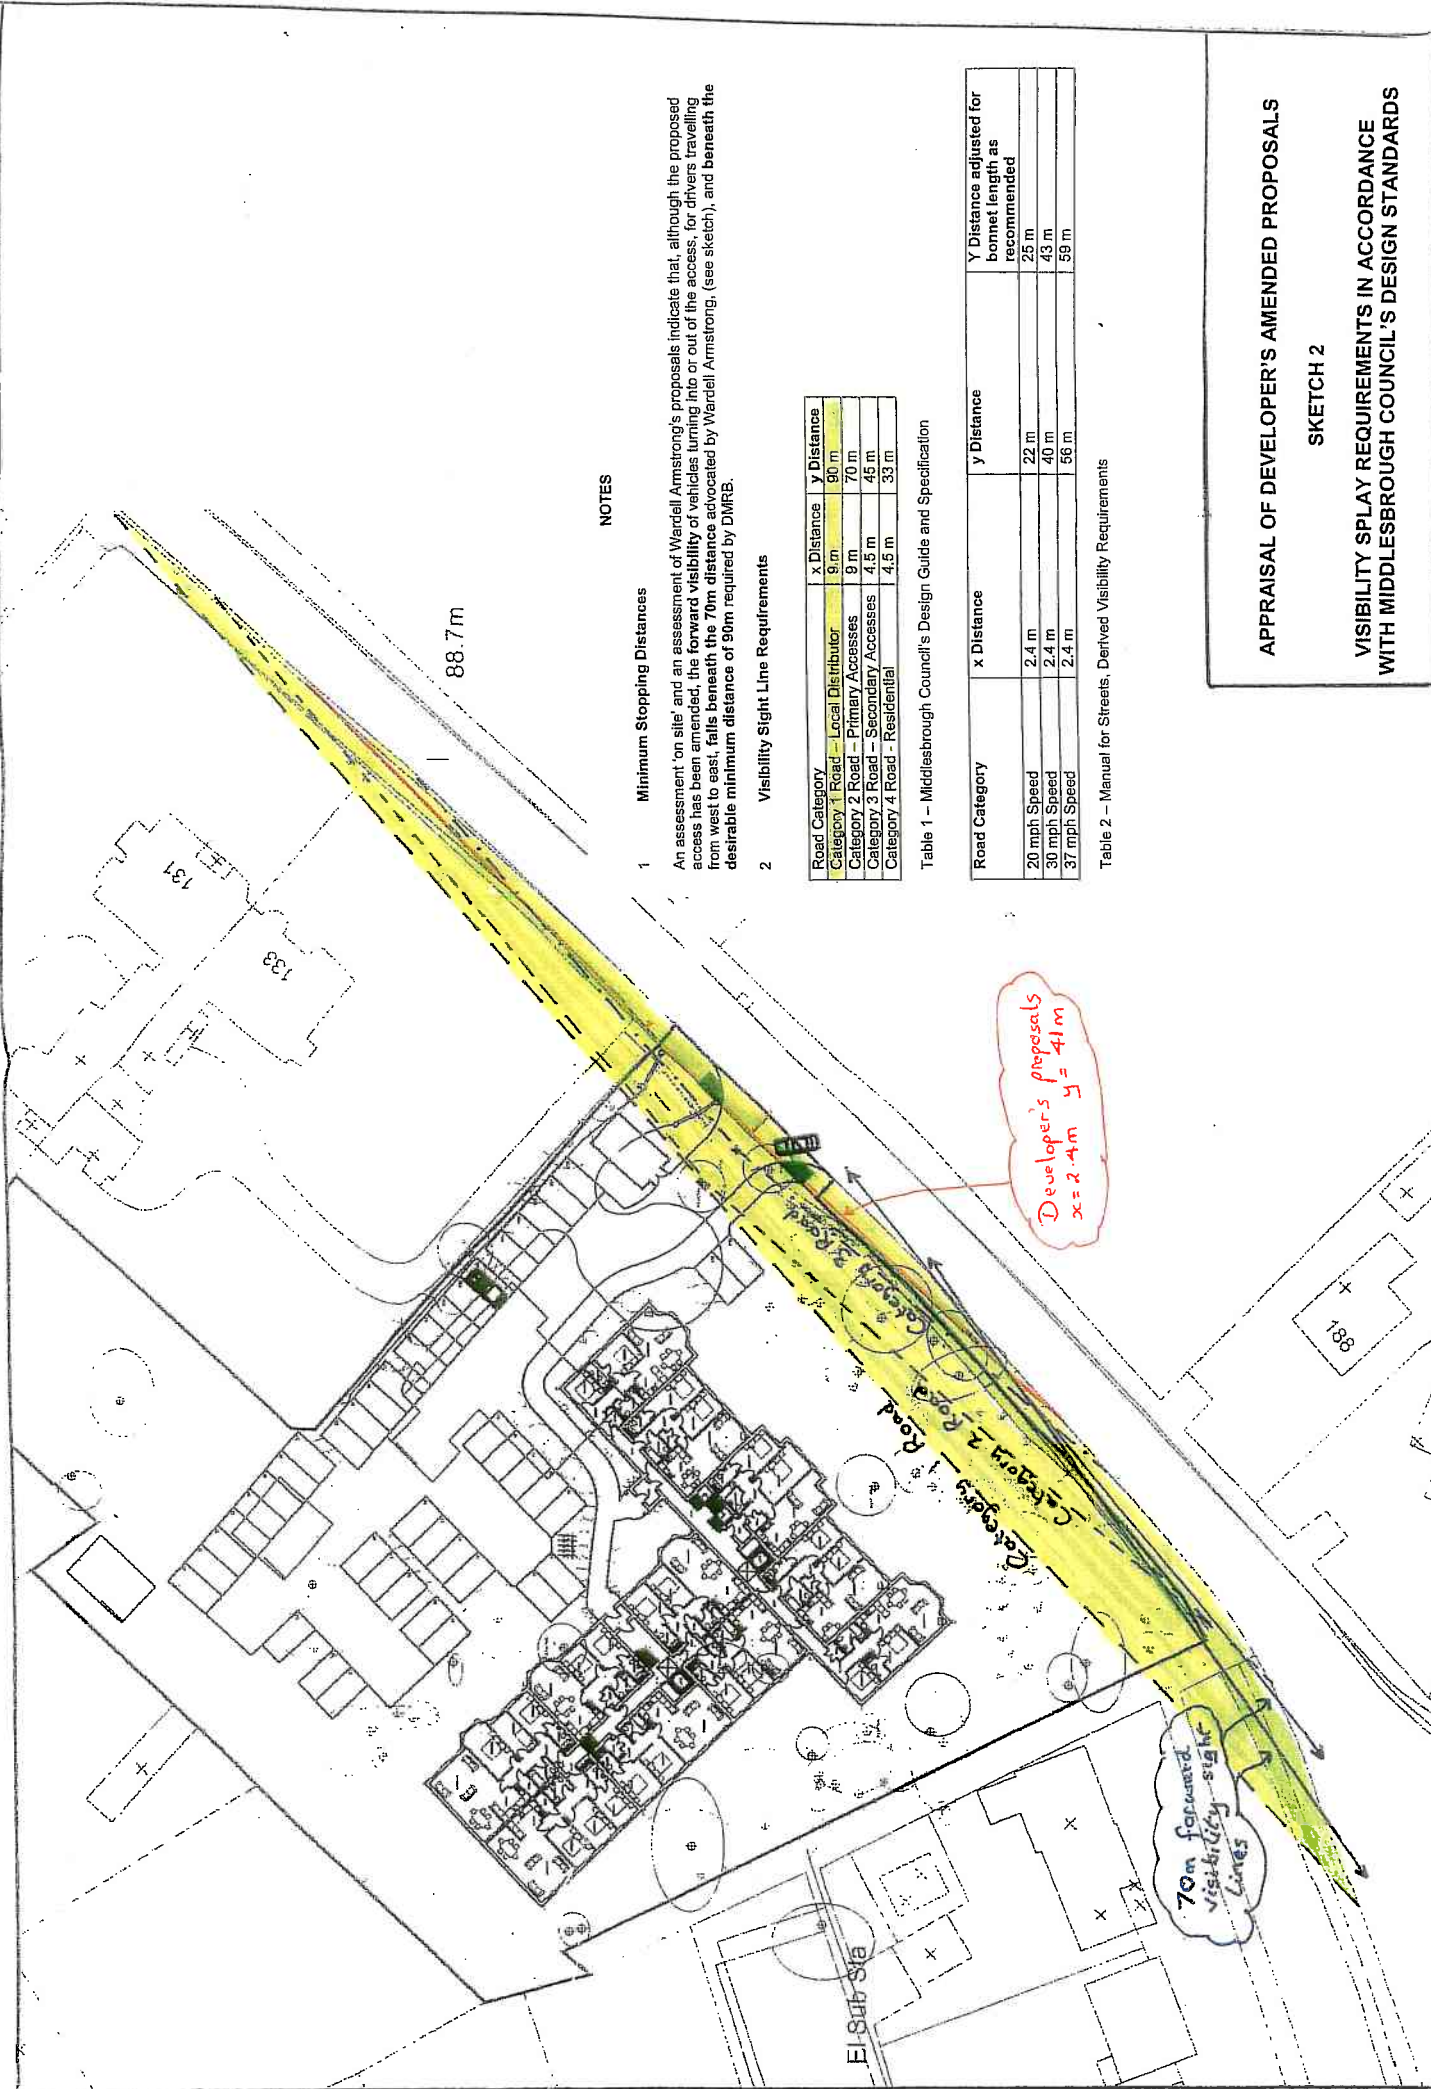 NOTES
1 Minimum Stopping Distances
An assessment 'on site' and an assessment of Wardell Armstrong's proposals indicate that, although the proposed
access has been amended, the forward visibility of vehicles turning into or out of the access, for drivers travelling
from west to east, falls beneath the 70m distance advocated by Wardell Armstrong, (see sketch), and beneath the
desirable minimum distance of 90m required by DMRB.
2 Visibility Sight Line Requirements
Road Category x Distance y Distance
Category 1 Road – Local Distributor 9 m 90 m
Category 2 Road – Primary Accesses 9 m 70 m
Category 3 Road – Secondary Accesses 4.5 m 45 m
Category 4 Road - Residential 4.5 m 33 m
Table 1 – Middlesbrough Council's Design Guide and Specification
Road Category x Distance y Distance Y Distance adjusted for
bonnet length as
recommended
20 mph Speed 2.4 m 22 m 25 m
30 mph Speed 2.4 m 40 m 43 m
37 mph Speed 2.4 m 56 m 59 m
Table 2 – Manual for Streets, Derived Visibility Requirements
APPRAISAL OF DEVELOPER'S AMENDED PROPOSALS
SKETCH 2
VISIBILITY SPLAY REQUIREMENTS IN ACCORDANCE
WITH MIDDLESBROUGH COUNCIL'S DESIGN STANDARDS
88.7m
131
133
188
El Sub Sta
Developer's proposals
x = 2.4m y = 41m
Category 3 Road
Category 2 Road
Category 1 Road
70m forward
visibility sight
Lines